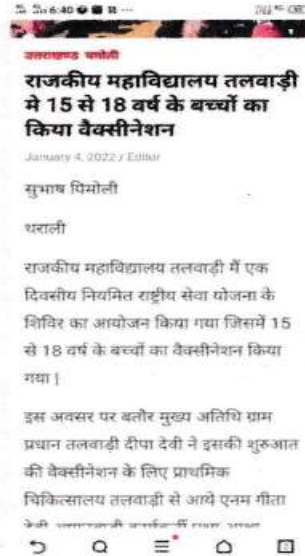 6:40
उत्तराखण्ड चमोली
राजकीय महाविद्यालय तलवाड़ी
मे 15 से 18 वर्ष के बच्चों का
किया वैक्सीनेशन
January 4, 2022 / Editor
सुभाष पिमोली
थराली
राजकीय महाविद्यालय तलवाड़ी में एक
दिवसीय नियमित राष्ट्रीय सेवा योजना के
शिविर का आयोजन किया गया जिसमें 15
से 18 वर्ष के बच्चों का वैक्सीनेशन किया
गया |
इस अवसर पर बतौर मुख्य अतिथि ग्राम
प्रधान तलवाड़ी दीपा देवी ने इसकी शुरुआत
की वैक्सीनेशन के लिए प्राथमिक
चिकित्सालय तलवाड़ी से आये एनम गीता